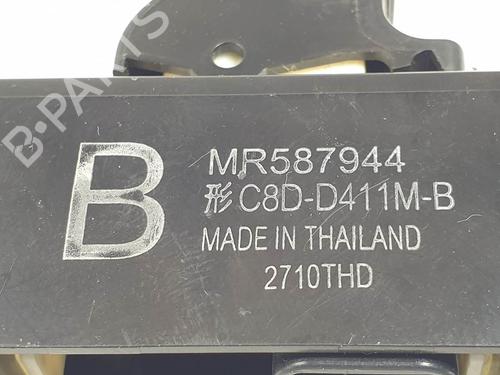 B·PARTS
B
MR587944
形 C8D-D411M-B
MADE IN THAILAND
2710THD